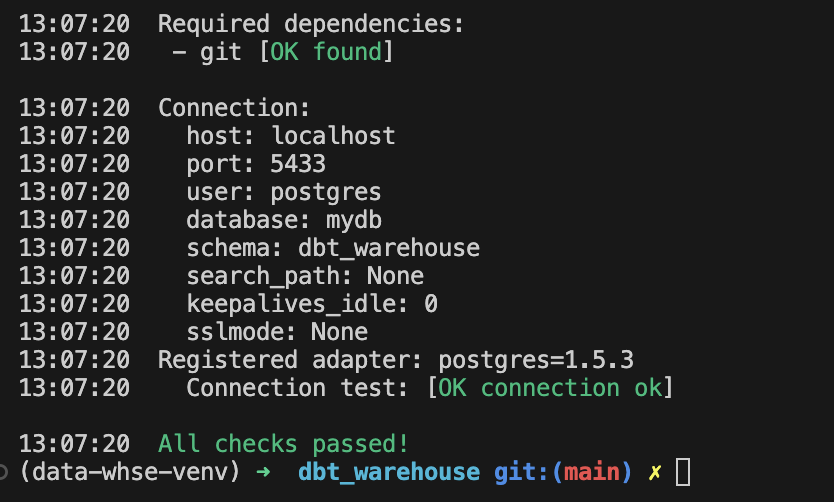 13:07:20  Required dependencies:
13:07:20   - git [OK found]
13:07:20  Connection:
13:07:20    host: localhost
13:07:20    port: 5433
13:07:20    user: postgres
13:07:20    database: mydb
13:07:20    schema: dbt_warehouse
13:07:20    search_path: None
13:07:20    keepalives_idle: 0
13:07:20    sslmode: None
13:07:20  Registered adapter: postgres=1.5.3
13:07:20    Connection test: [OK connection ok]
13:07:20  All checks passed!
(data-whse-venv) ➜  dbt_warehouse git:(main) ✗